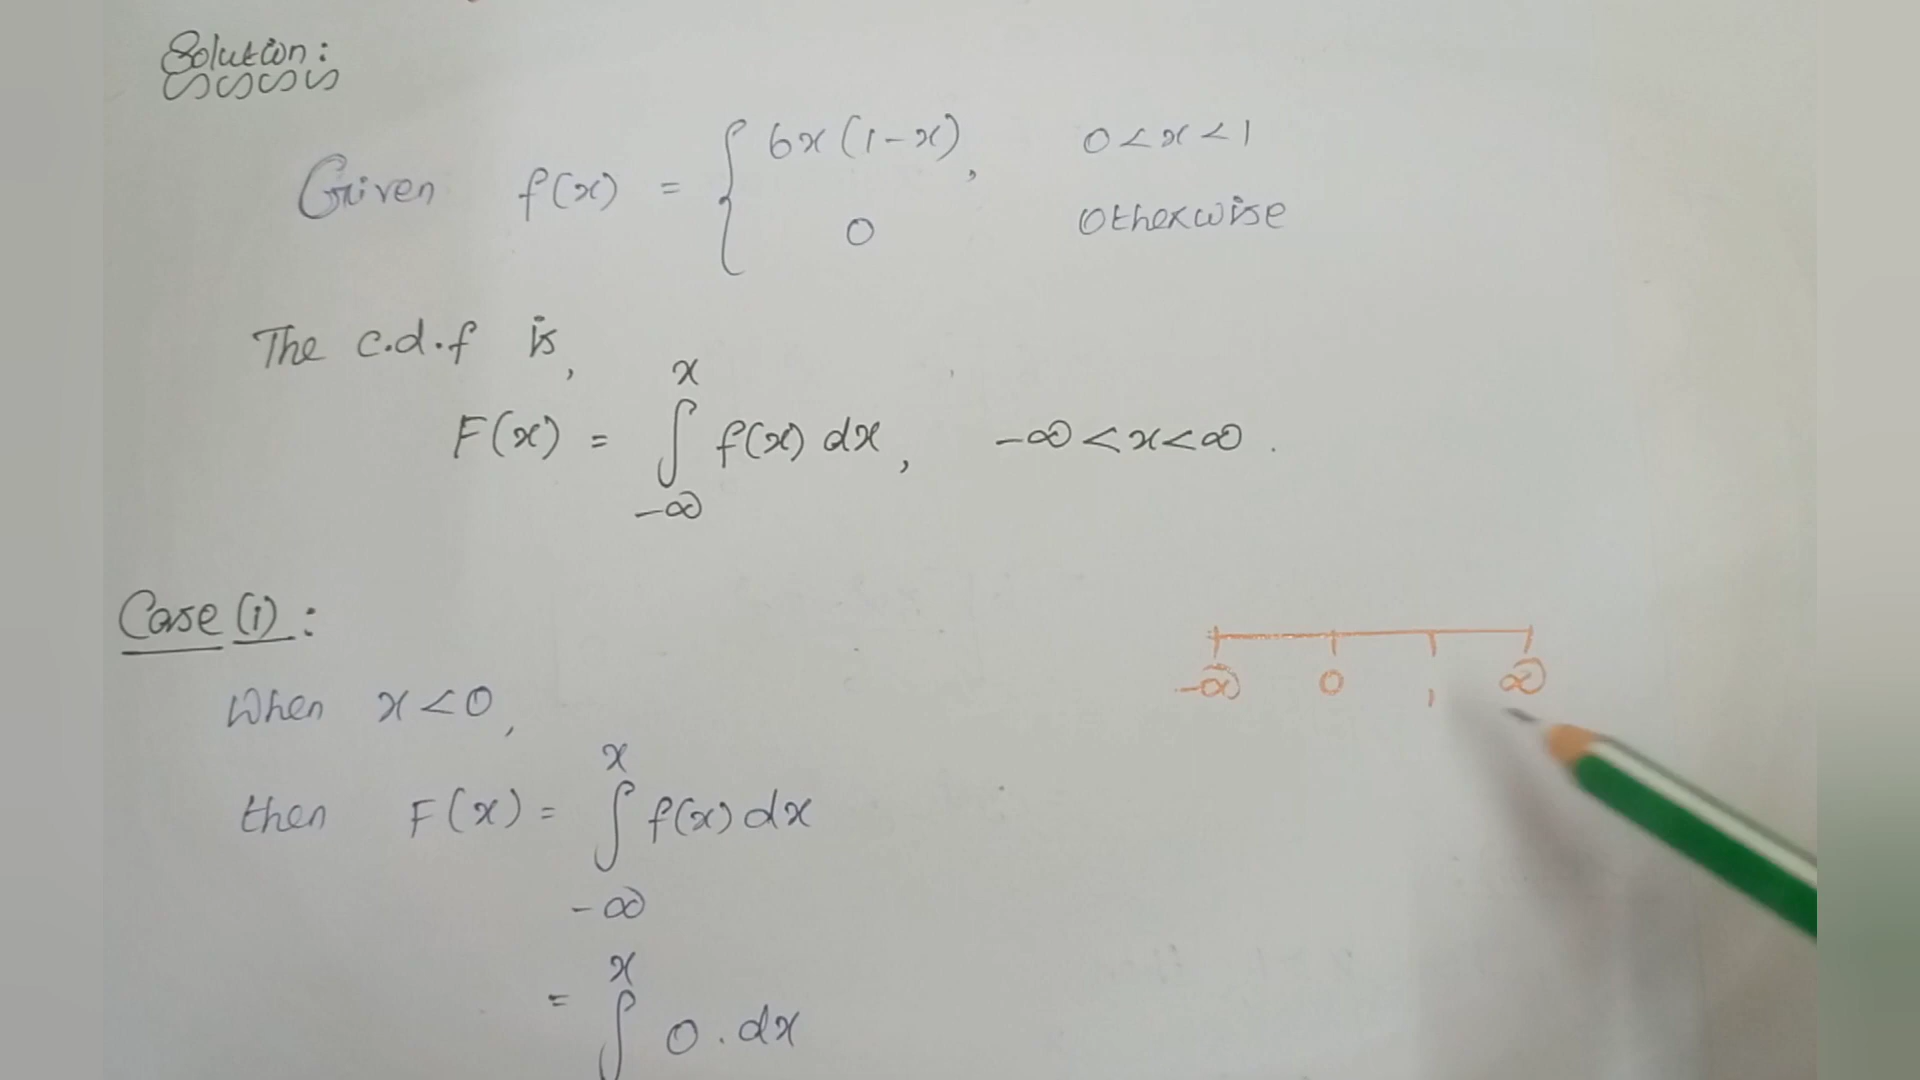 Solution:
Given f(x) = { 6x(1-x), 0<x<1
0 otherwise
The c.d.f is,
F(x) = ∫_{-∞}^{x} f(x) dx, -∞<x<∞.
Case (1):
-∞ 0 1 ∞
When x<0,
then F(x) = ∫_{-∞}^{x} f(x) dx
= ∫^{x} 0. dx